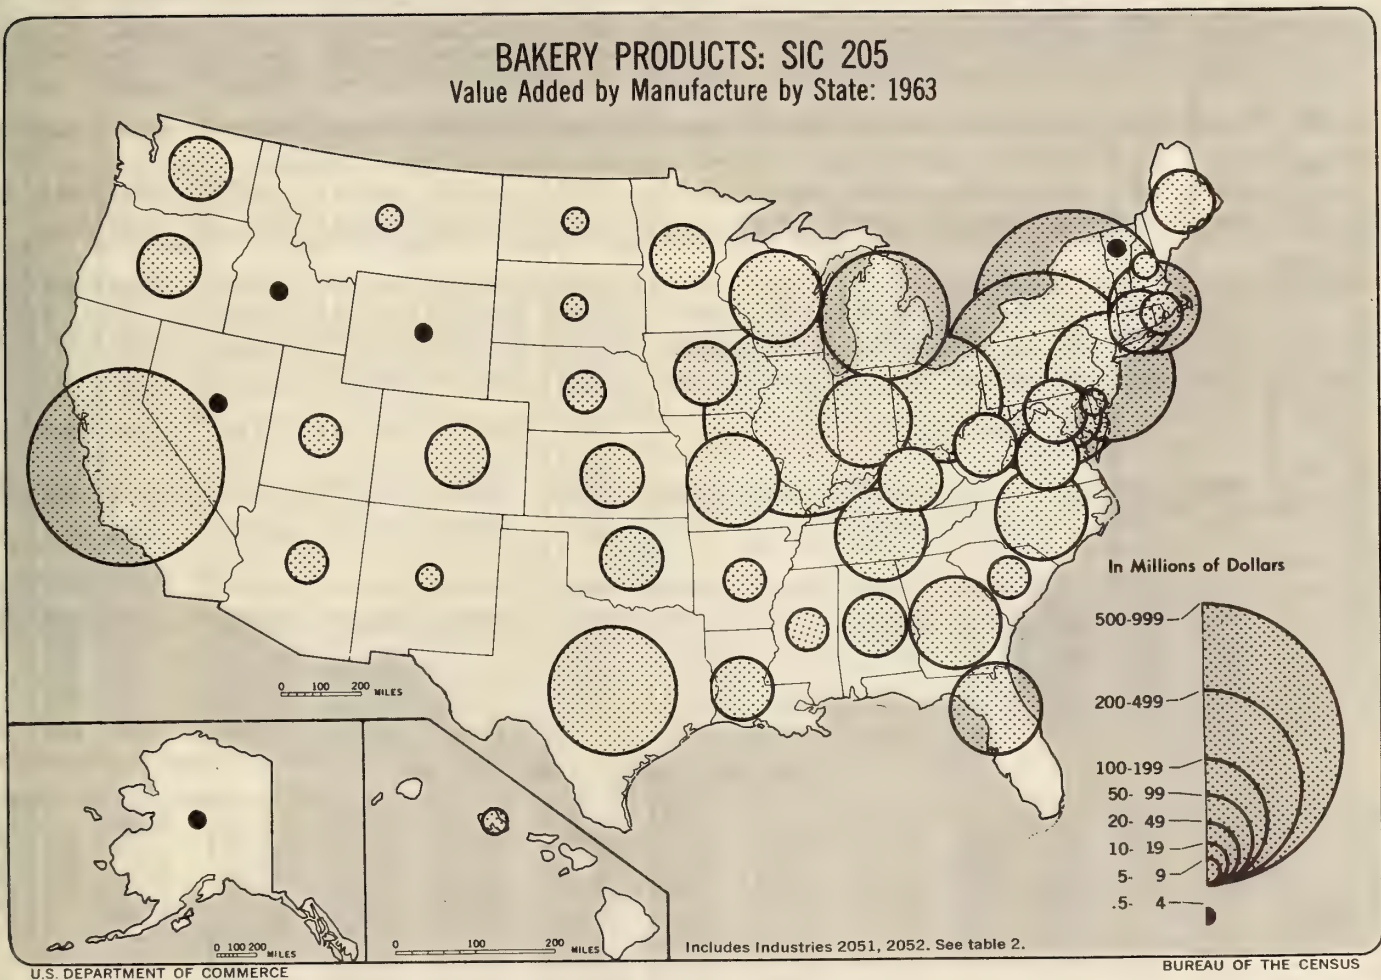 BAKERY PRODUCTS: SIC 205
Value Added by Manufacture by State: 1963
In Millions of Dollars
500-999
200-499
100-199
50- 99
20- 49
10- 19
5- 9
.5- 4
0 100 200 MILES
0 100 200 MILES
0 100 200 MILES
Includes Industries 2051, 2052. See table 2.
U.S. DEPARTMENT OF COMMERCE
BUREAU OF THE CENSUS